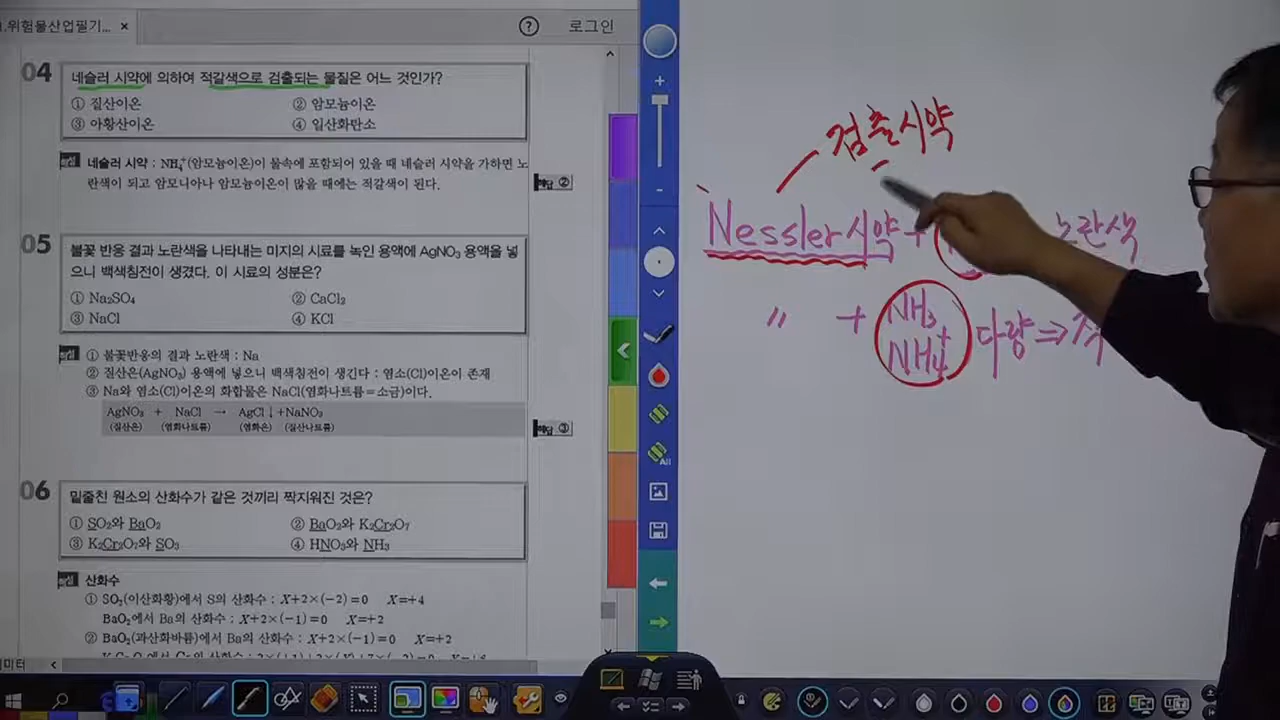 .위험물산업필기... ×
? 로그인
04 네슬러 시약에 의하여 적갈색으로 검출되는 물질은 어느 것인가?
① 질산이온 ② 암모늄이온
③ 아황산이온 ④ 일산화탄소
해설 네슬러 시약 : NH₄⁺(암모늄이온)이 물속에 포함되어 있을 때 네슬러 시약을 가하면 노
란색이 되고 암모니아나 암모늄이온이 많을 때에는 적갈색이 된다.
해답 ②
05 불꽃 반응 결과 노란색을 나타내는 미지의 시료를 녹인 용액에 AgNO₃ 용액을 넣
으니 백색침전이 생겼다. 이 시료의 성분은?
① Na₂SO₄ ② CaCl₂
③ NaCl ④ KCl
해설 ① 불꽃반응의 결과 노란색 : Na
② 질산은(AgNO₃) 용액에 넣으니 백색침전이 생긴다 : 염소(Cl)이온이 존재
③ Na와 염소(Cl)이온의 화합물은 NaCl(염화나트륨=소금)이다.
AgNO₃ + NaCl → AgCl↓+NaNO₃
(질산은) (염화나트륨) (염화은) (질산나트륨)
해답 ③
06 밑줄친 원소의 산화수가 같은 것끼리 짝지워진 것은?
① SO₂와 BaO₂ ② BaO₂와 K₂Cr₂O₇
③ K₂Cr₂O₇와 SO₃ ④ HNO₃와 NH₃
해설 산화수
① SO₂(이산화황)에서 S의 산화수 : X+2×(−2)=0 X=+4
BaO₂에서 Ba의 산화수 : X+2×(−1)=0 X=+2
② BaO₂(과산화바륨)에서 Ba의 산화수 : X+2×(−1)=0 X=+2
All
검출시약
Nessler시약+ 노란색
〃 + NH₃ NH₄⁺ 다량⇒적